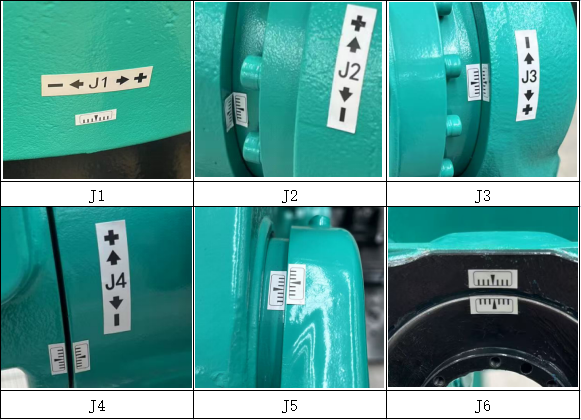 − ← J1 → +
J1
+
↑
J2
↓
−
J2
−
↑
J3
↓
+
J3
+
↑
J4
↓
−
J4
J5
J6